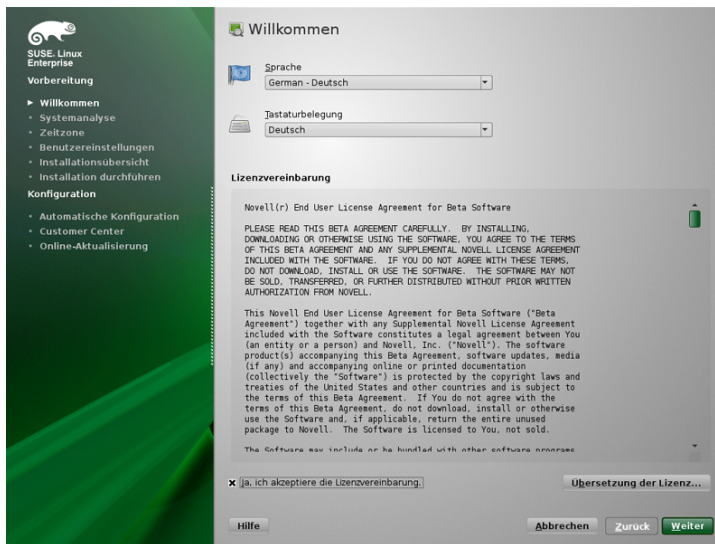 SUSE. Linux
Enterprise
Vorbereitung
Willkommen
Systemanalyse
Zeitzone
Benutzereinstellungen
Installationsübersicht
Installation durchführen
Konfiguration
Automatische Konfiguration
Customer Center
Online-Aktualisierung
Willkommen
Sprache
German - Deutsch
Tastaturbelegung
Deutsch
Lizenzvereinbarung
Novell(r) End User License Agreement for Beta Software
PLEASE READ THIS BETA AGREEMENT CAREFULLY. BY INSTALLING,
DOWNLOADING OR OTHERWISE USING THE SOFTWARE, YOU AGREE TO THE TERMS
OF THIS BETA AGREEMENT AND ANY SUPPLEMENTAL NOVELL LICENSE AGREEMENT
INCLUDED WITH THE SOFTWARE. IF YOU DO NOT AGREE WITH THESE TERMS,
DO NOT DOWNLOAD, INSTALL OR USE THE SOFTWARE. THE SOFTWARE MAY NOT
BE SOLD, TRANSFERRED, OR FURTHER DISTRIBUTED WITHOUT PRIOR WRITTEN
AUTHORIZATION FROM NOVELL.
This Novell End User License Agreement for Beta Software ("Beta
Agreement") together with any Supplemental Novell License Agreement
included with the Software constitutes a legal agreement between You
(an entity or a person) and Novell, Inc. ("Novell"). The software
product(s) accompanying this Beta Agreement, software updates, media
(if any) and accompanying online or printed documentation
(collectively the "Software") is protected by the copyright laws and
treaties of the United States and other countries and is subject to
the terms of this Beta Agreement. If You do not agree with the
terms of this Beta Agreement, do not download, install or otherwise
use the Software and, if applicable, return the entire unused
package to Novell. The Software is licensed to You, not sold.
The Software may include or be bundled with other software programs
Ja, ich akzeptiere die Lizenzvereinbarung.
Übersetzung der Lizenz...
Hilfe
Abbrechen
Zurück
Weiter